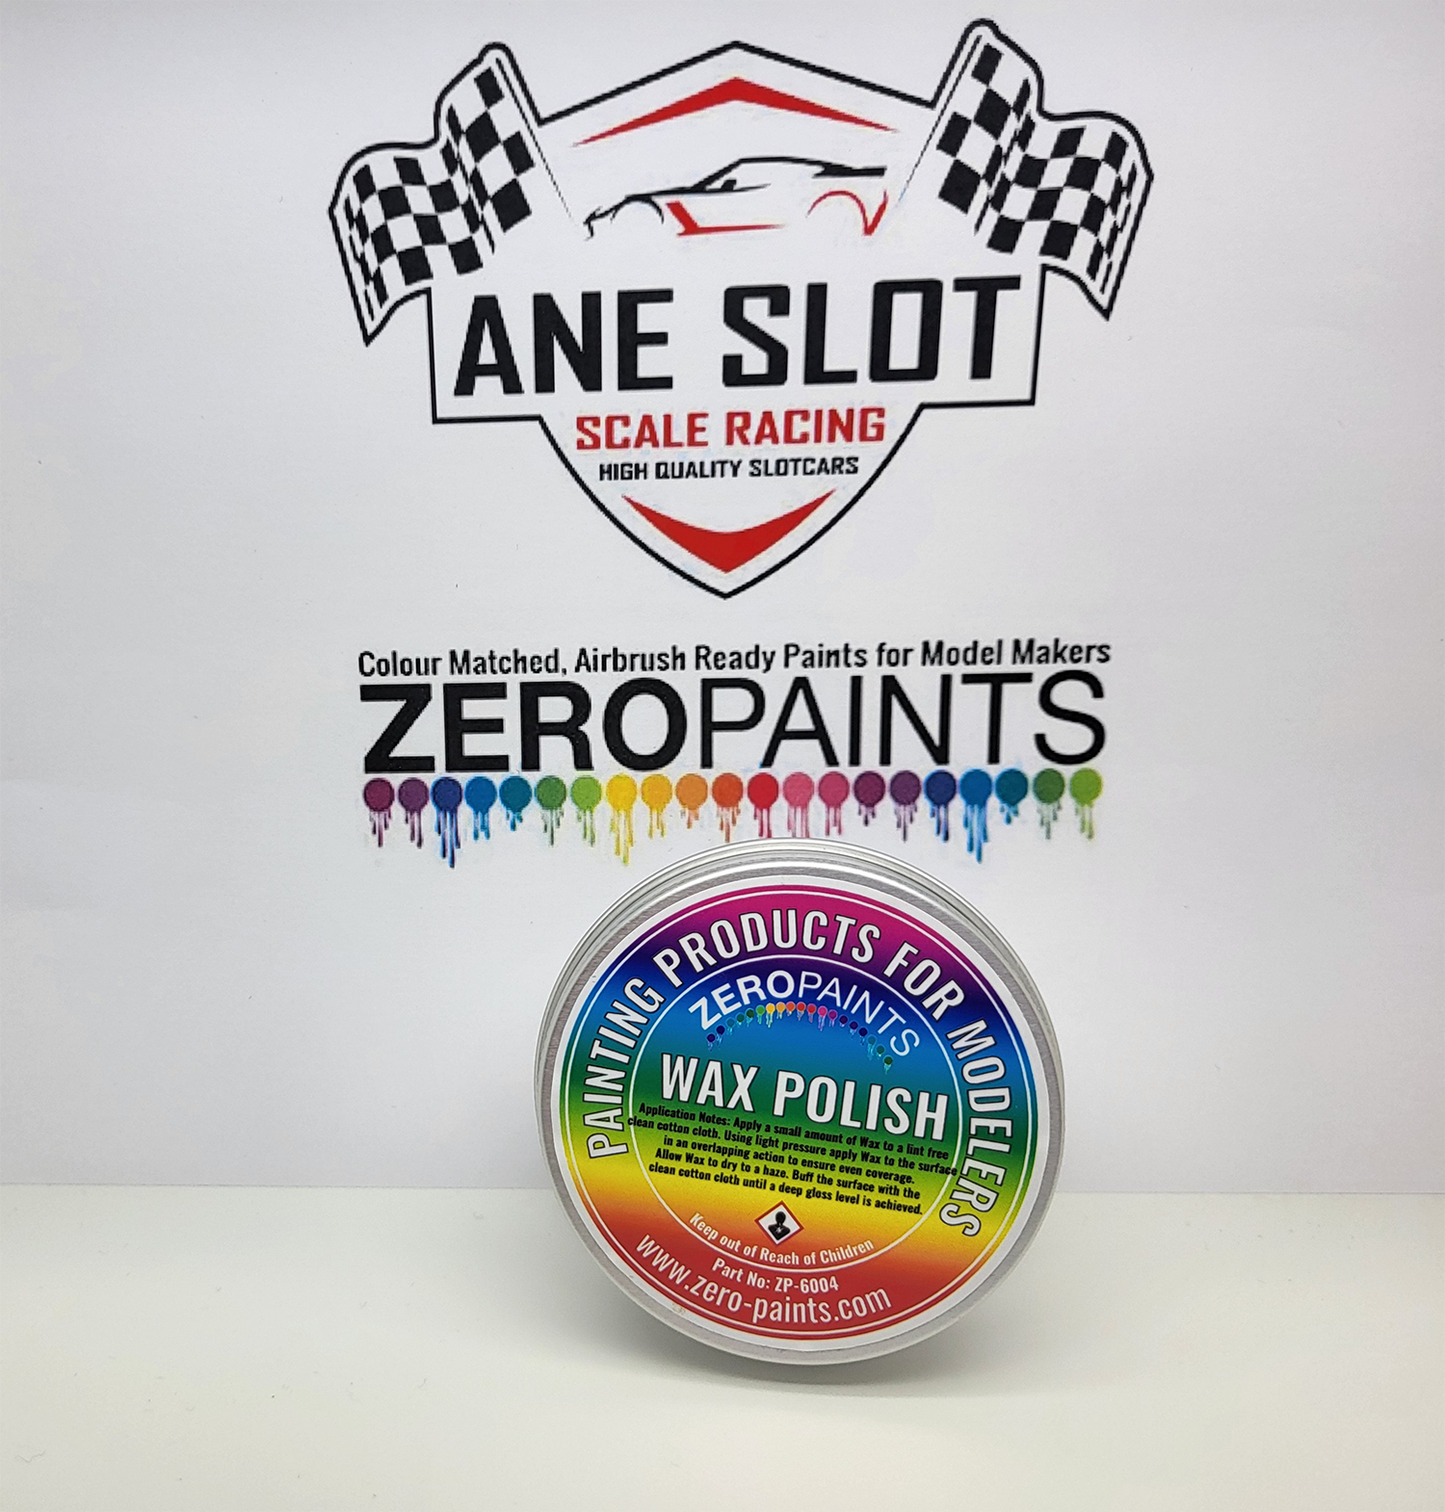 ANE SLOT
SCALE RACING
HIGH QUALITY SLOTCARS
Colour Matched, Airbrush Ready Paints for Model Makers
ZEROPAINTS
PAINTING PRODUCTS FOR MODELERS
ZEROPAINTS
WAX POLISH
Application Notes: Apply a small amount of Wax to a lint free
clean cotton cloth. Using light pressure apply Wax to the surface
in an overlapping action to ensure even coverage.
Allow Wax to dry to a haze. Buff the surface with the
clean cotton cloth until a deep gloss level is achieved.
Keep out of Reach of Children
Part No: ZP-6004
www.zero-paints.com